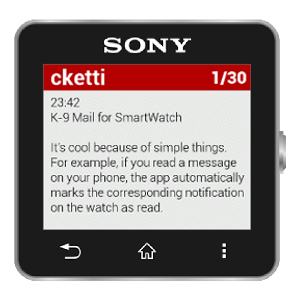 SONY
cketti 1/30
23:42
K-9 Mail for SmartWatch
It's cool because of simple things.
For example, if you read a message
on your phone, the app automatically
marks the corresponding notification
on the watch as read.